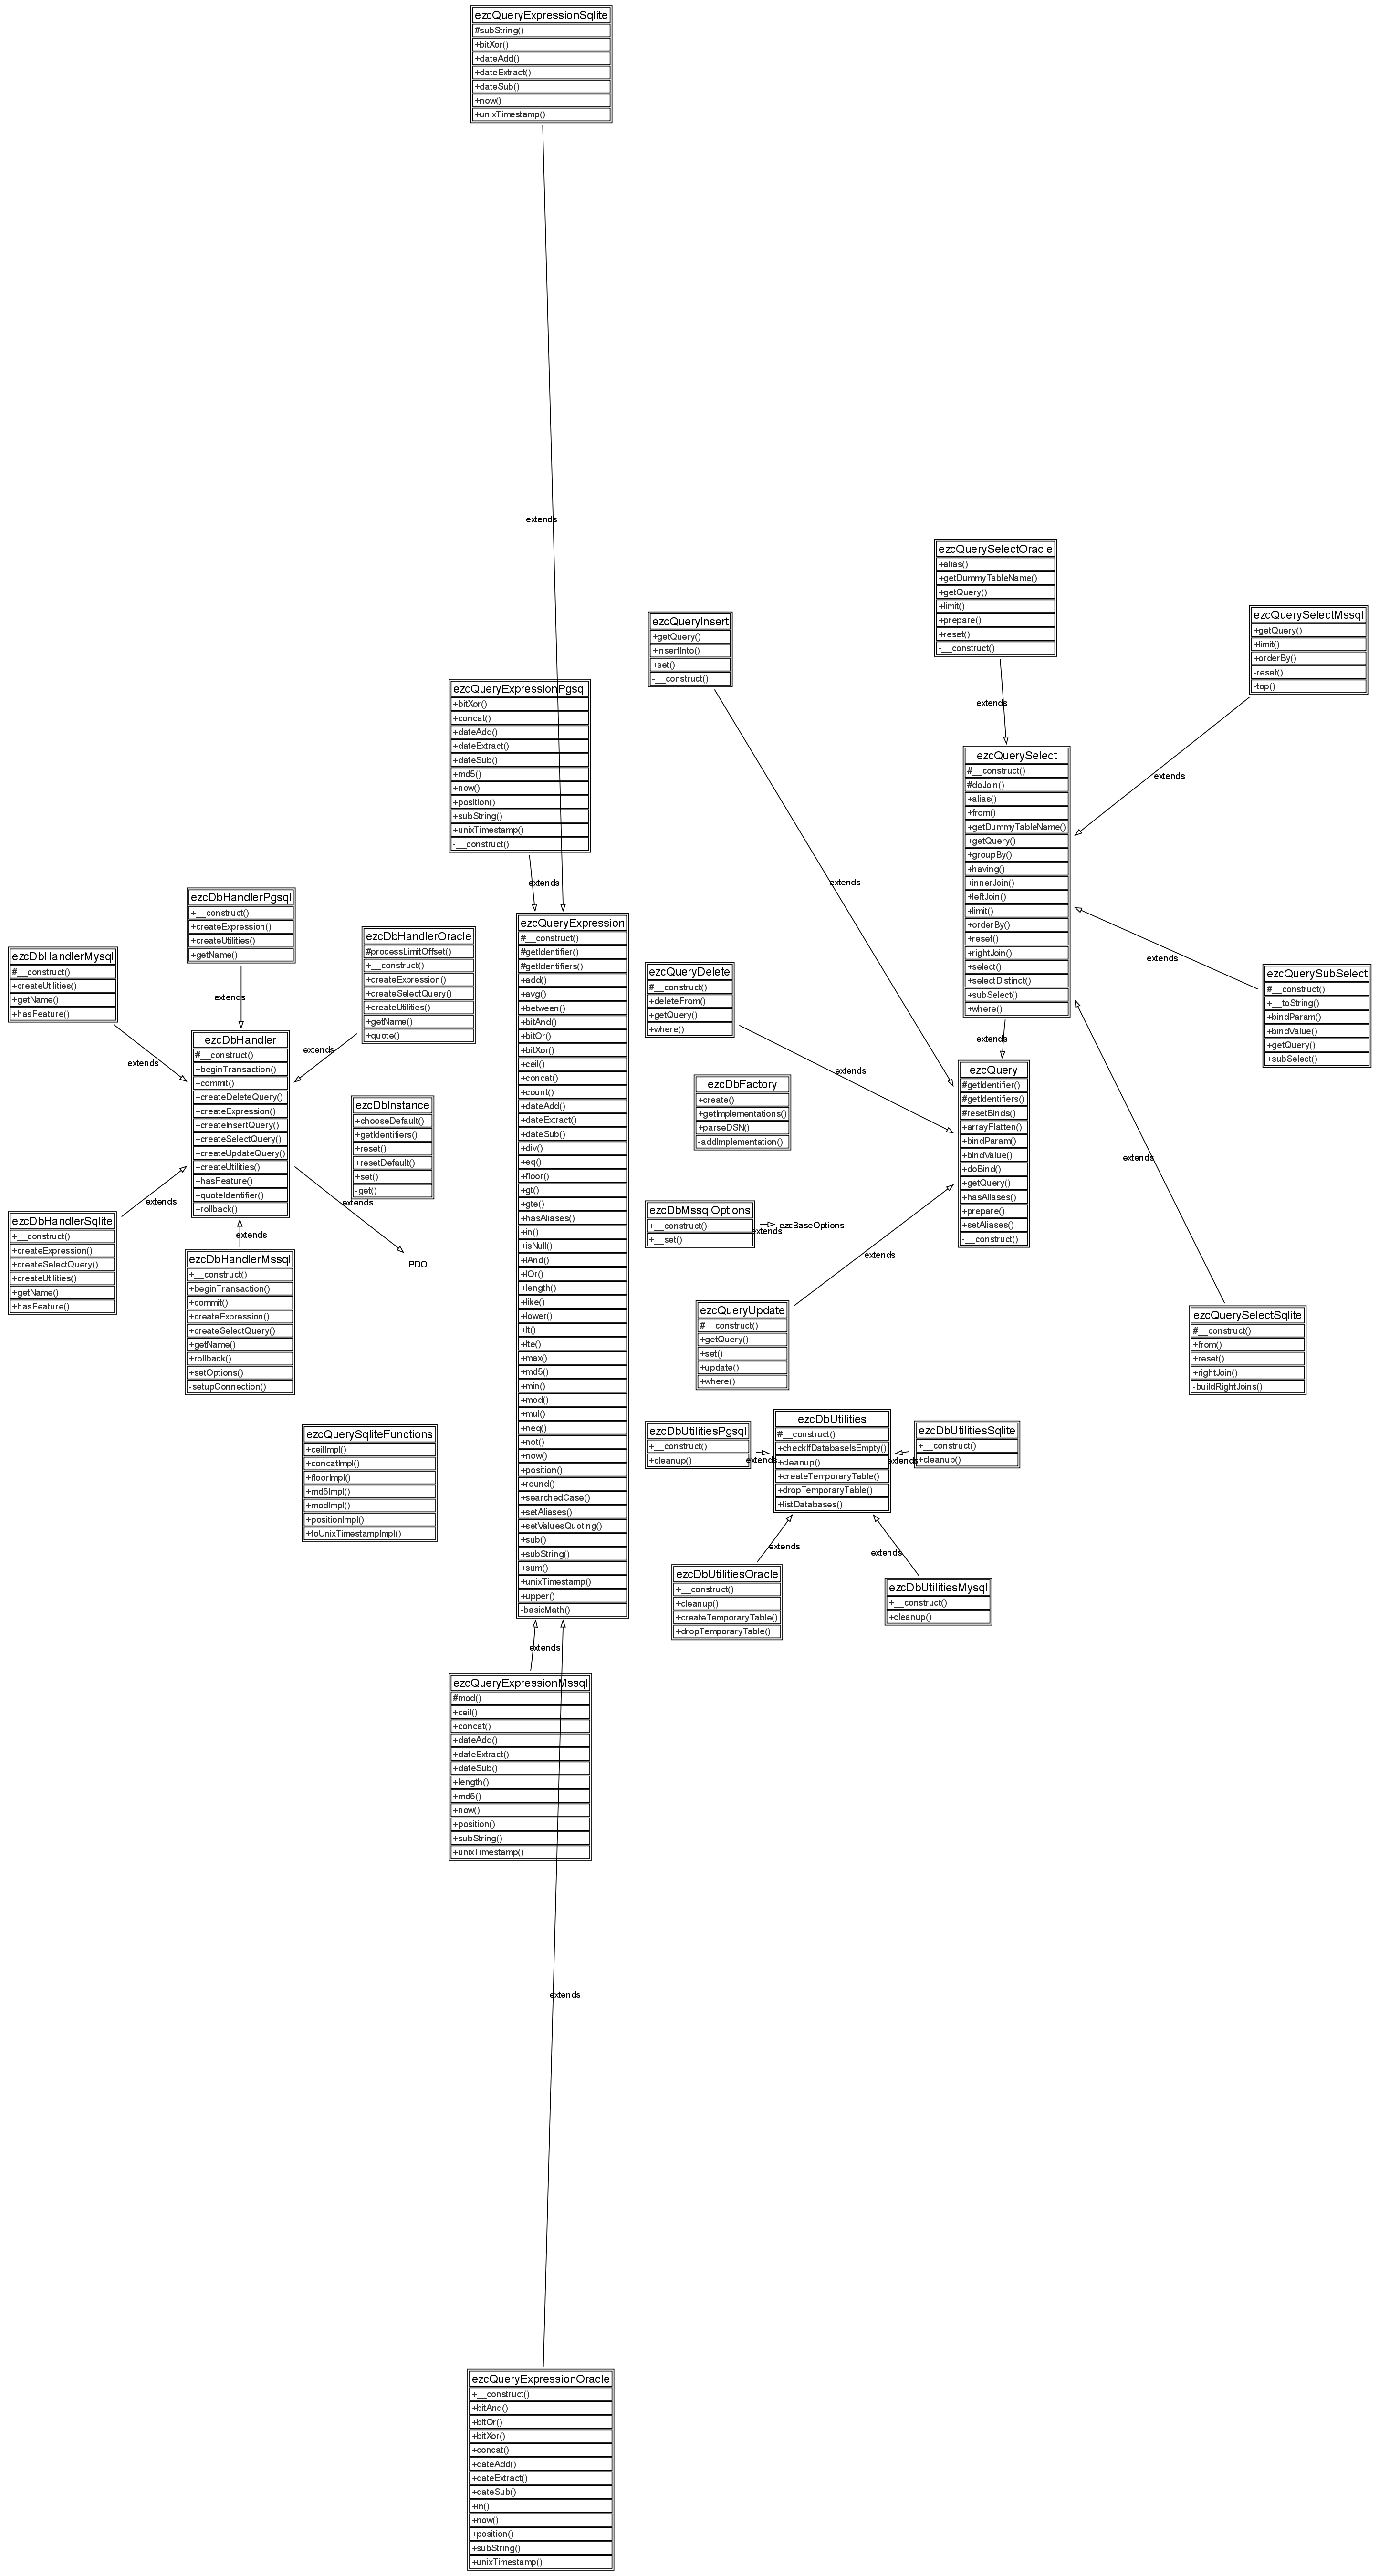 ezcQueryExpressionSqlite
#subString()
+bitXor()
+dateAdd()
+dateExtract()
+dateSub()
+now()
+unixTimestamp()
extends
ezcQuerySelectOracle
+alias()
+getDummyTableName()
+getQuery()
+limit()
+prepare()
+reset()
-__construct()
extends
ezcQuerySelectMssql
+getQuery()
+limit()
+orderBy()
-reset()
-top()
extends
ezcQueryInsert
+getQuery()
+insertInto()
+set()
-__construct()
extends
ezcQueryExpressionPgsql
+bitXor()
+concat()
+dateAdd()
+dateExtract()
+dateSub()
+md5()
+now()
+position()
+subString()
+unixTimestamp()
-__construct()
extends
ezcQuerySelect
#__construct()
#doJoin()
+alias()
+from()
+getDummyTableName()
+getQuery()
+groupBy()
+having()
+innerJoin()
+leftJoin()
+limit()
+orderBy()
+reset()
+rightJoin()
+select()
+selectDistinct()
+subSelect()
+where()
extends
ezcDbHandlerPgsql
+__construct()
+createExpression()
+createUtilities()
+getName()
extends
ezcDbHandlerMysql
#__construct()
+createUtilities()
+getName()
+hasFeature()
extends
ezcDbHandlerOracle
#processLimitOffset()
+__construct()
+createExpression()
+createSelectQuery()
+createUtilities()
+getName()
+quote()
extends
ezcQueryExpression
#__construct()
#getIdentifier()
#getIdentifiers()
+add()
+avg()
+between()
+bitAnd()
+bitOr()
+bitXor()
+ceil()
+concat()
+count()
+dateAdd()
+dateExtract()
+dateSub()
+div()
+eq()
+floor()
+gt()
+gte()
+hasAliases()
+in()
+isNull()
+lAnd()
+lOr()
+length()
+like()
+lower()
+lt()
+lte()
+max()
+md5()
+min()
+mod()
+mul()
+neq()
+not()
+now()
+position()
+round()
+searchedCase()
+setAliases()
+setValuesQuoting()
+sub()
+subString()
+sum()
+unixTimestamp()
+upper()
-basicMath()
ezcQueryDelete
#__construct()
+deleteFrom()
+getQuery()
+where()
extends
ezcQuerySubSelect
#__construct()
+__toString()
+bindParam()
+bindValue()
+getQuery()
+subSelect()
extends
ezcDbHandler
#__construct()
+beginTransaction()
+commit()
+createDeleteQuery()
+createExpression()
+createInsertQuery()
+createSelectQuery()
+createUpdateQuery()
+createUtilities()
+hasFeature()
+quoteIdentifier()
+rollback()
extends
PDO
ezcDbInstance
+chooseDefault()
+getIdentifiers()
+reset()
+resetDefault()
+set()
-get()
ezcDbFactory
+create()
+getImplementations()
+parseDSN()
-addImplementation()
ezcQuery
#getIdentifier()
#getIdentifiers()
#resetBinds()
+arrayFlatten()
+bindParam()
+bindValue()
+doBind()
+getQuery()
+hasAliases()
+prepare()
+setAliases()
-__construct()
ezcDbMssqlOptions
+__construct()
+__set()
extends
ezcBaseOptions
ezcDbHandlerSqlite
+__construct()
+createExpression()
+createSelectQuery()
+createUtilities()
+getName()
+hasFeature()
extends
ezcDbHandlerMssql
+__construct()
+beginTransaction()
+commit()
+createExpression()
+createSelectQuery()
+getName()
+rollback()
+setOptions()
-setupConnection()
extends
ezcQueryUpdate
#__construct()
+getQuery()
+set()
+update()
+where()
extends
ezcQuerySelectSqlite
#__construct()
+from()
+reset()
+rightJoin()
-buildRightJoins()
extends
ezcQuerySqliteFunctions
+ceilImpl()
+concatImpl()
+floorImpl()
+md5Impl()
+modImpl()
+positionImpl()
+toUnixTimestampImpl()
ezcDbUtilitiesPgsql
+__construct()
+cleanup()
extends
ezcDbUtilities
#__construct()
+checkIfDatabaseIsEmpty()
+cleanup()
+createTemporaryTable()
+dropTemporaryTable()
+listDatabases()
ezcDbUtilitiesSqlite
+__construct()
+cleanup()
extends
ezcDbUtilitiesOracle
+__construct()
+cleanup()
+createTemporaryTable()
+dropTemporaryTable()
extends
ezcDbUtilitiesMysql
+__construct()
+cleanup()
extends
ezcQueryExpressionMssql
#mod()
+ceil()
+concat()
+dateAdd()
+dateExtract()
+dateSub()
+length()
+md5()
+now()
+position()
+subString()
+unixTimestamp()
extends
ezcQueryExpressionOracle
+__construct()
+bitAnd()
+bitOr()
+bitXor()
+concat()
+dateAdd()
+dateExtract()
+dateSub()
+in()
+now()
+position()
+subString()
+unixTimestamp()
extends